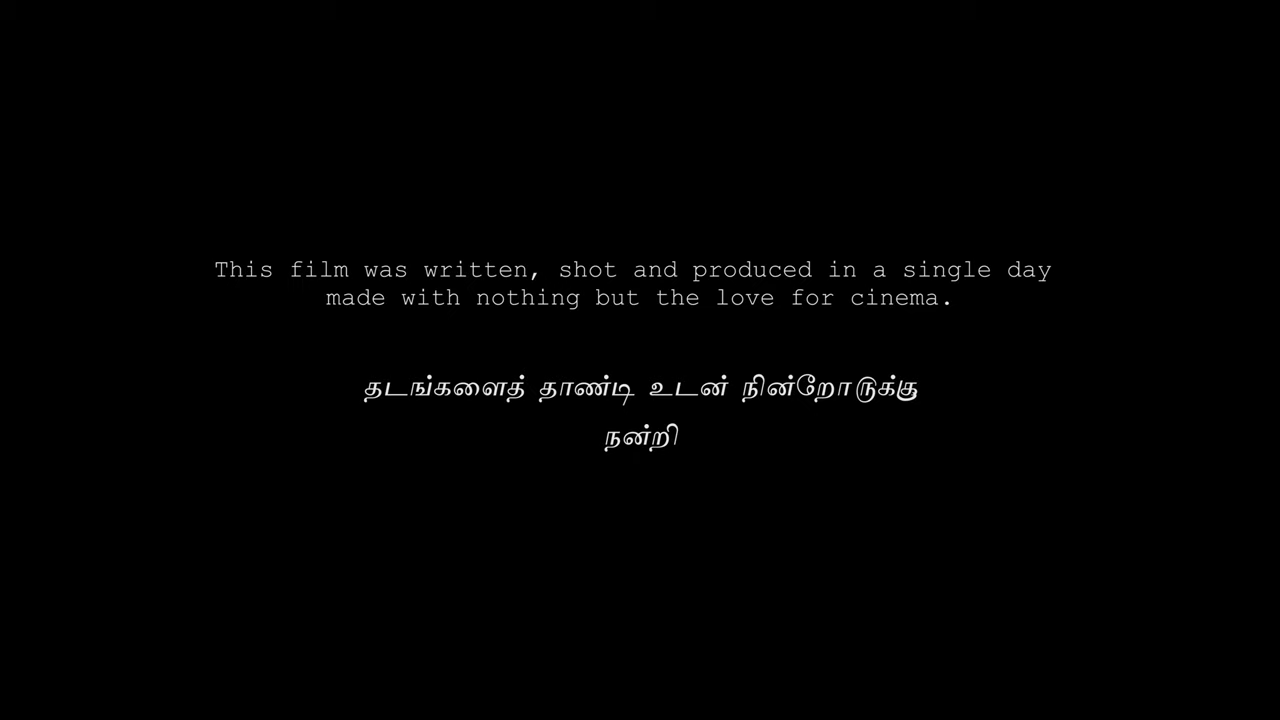 This film was written, shot and produced in a single day
made with nothing but the love for cinema.
தடங்களைத் தாண்டி உடன் நின்றோருக்கு
நன்றி